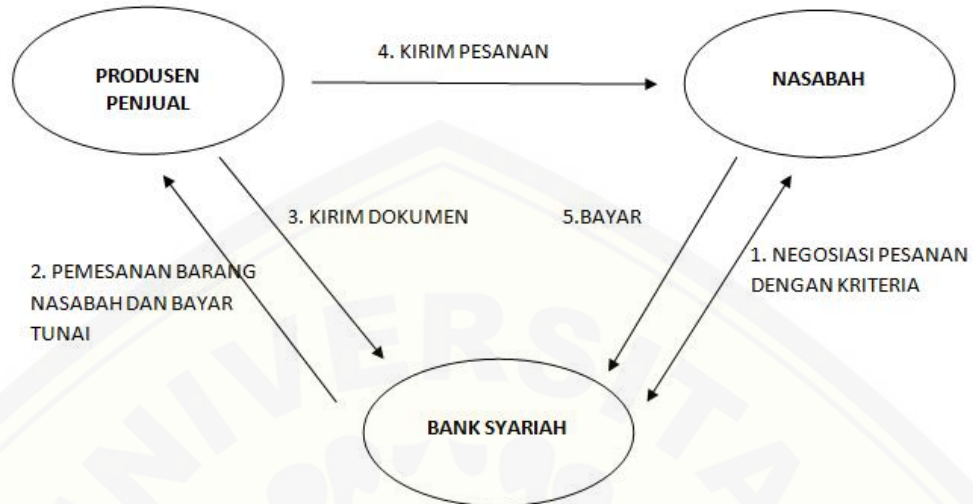 4. KIRIM PESANAN
PRODUSEN
PENJUAL
NASABAH
3. KIRIM DOKUMEN
5.BAYAR
2. PEMESANAN BARANG
NASABAH DAN BAYAR
TUNAI
1. NEGOSIASI PESANAN
DENGAN KRITERIA
BANK SYARIAH
UNIVERSITA